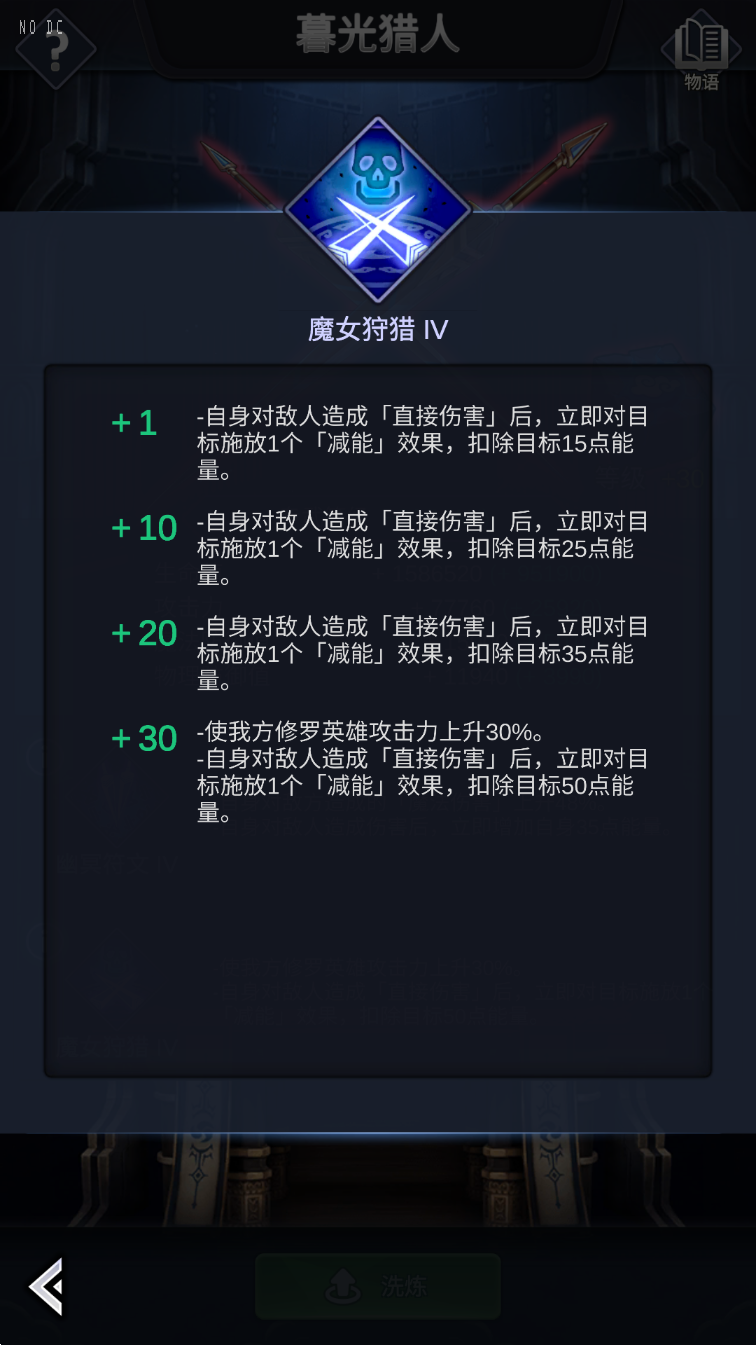 NO DC
暮光猎人
物语
魔女狩猎 IV
+1
-自身对敌人造成「直接伤害」后，立即对目
标施放1个「减能」效果，扣除目标15点能
量。
+10
-自身对敌人造成「直接伤害」后，立即对目
标施放1个「减能」效果，扣除目标25点能
量。
+20
-自身对敌人造成「直接伤害」后，立即对目
标施放1个「减能」效果，扣除目标35点能
量。
+30
-使我方修罗英雄攻击力上升30%。
-自身对敌人造成「直接伤害」后，立即对目
标施放1个「减能」效果，扣除目标50点能
量。
洗炼